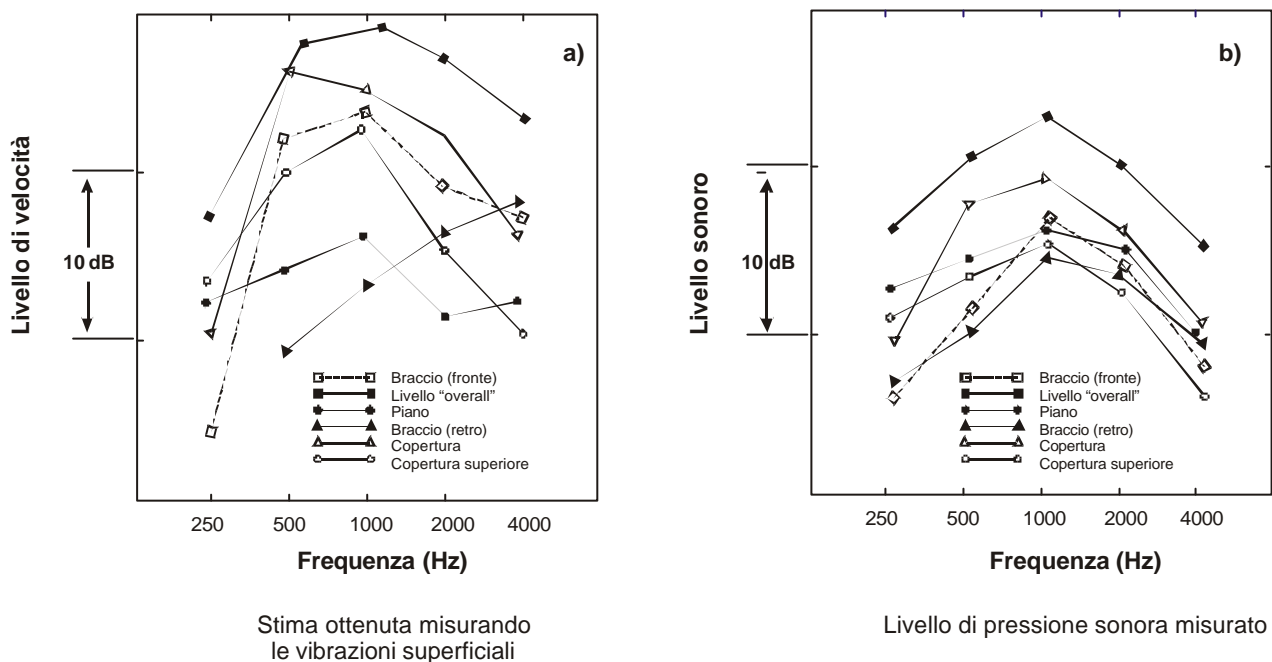 a)
Livello di velocità
10 dB
Braccio (fronte)
Livello “overall”
Piano
Braccio (retro)
Copertura
Copertura superiore
250 500 1000 2000 4000
Frequenza (Hz)
Stima ottenuta misurando
le vibrazioni superficiali
b)
Livello sonoro
10 dB
Braccio (fronte)
Livello “overall”
Piano
Braccio (retro)
Copertura
Copertura superiore
250 500 1000 2000 4000
Frequenza (Hz)
Livello di pressione sonora misurato